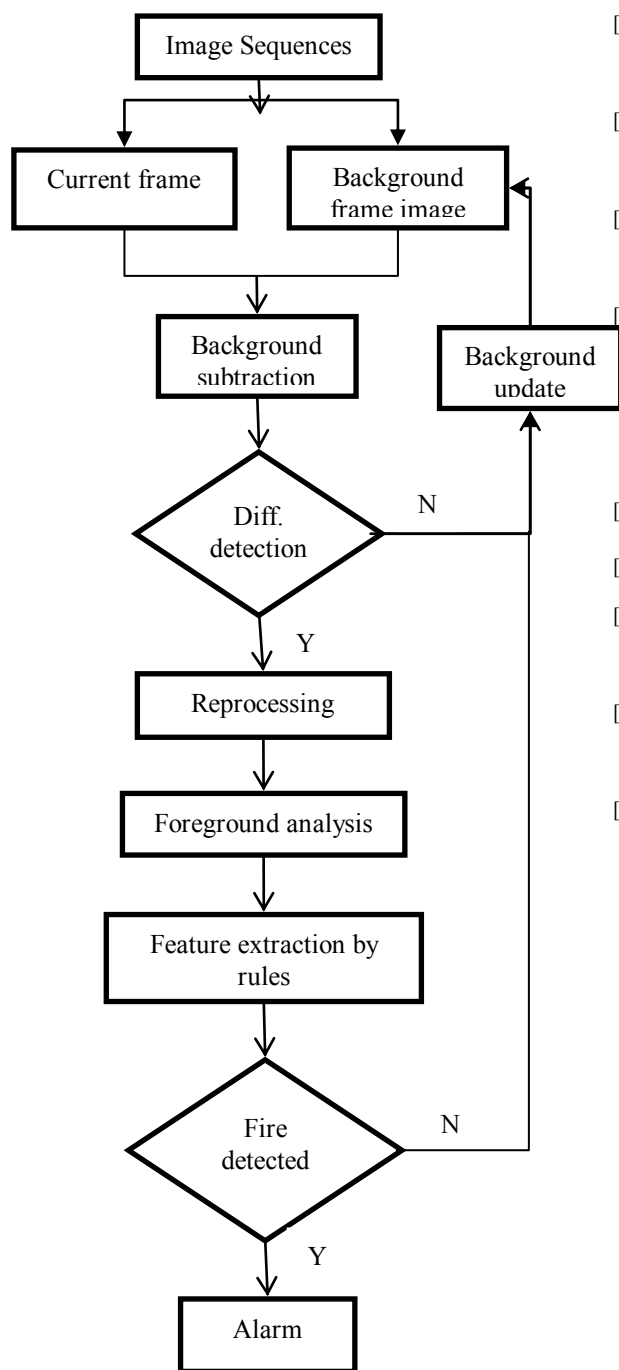 Image Sequences
Current frame
Background
frame image
Background
subtraction
Background
update
Diff.
detection
N
Y
Reprocessing
Foreground analysis
Feature extraction by
rules
Fire
detected
N
Y
Alarm
[
[
[
[
[
[
[
[
[